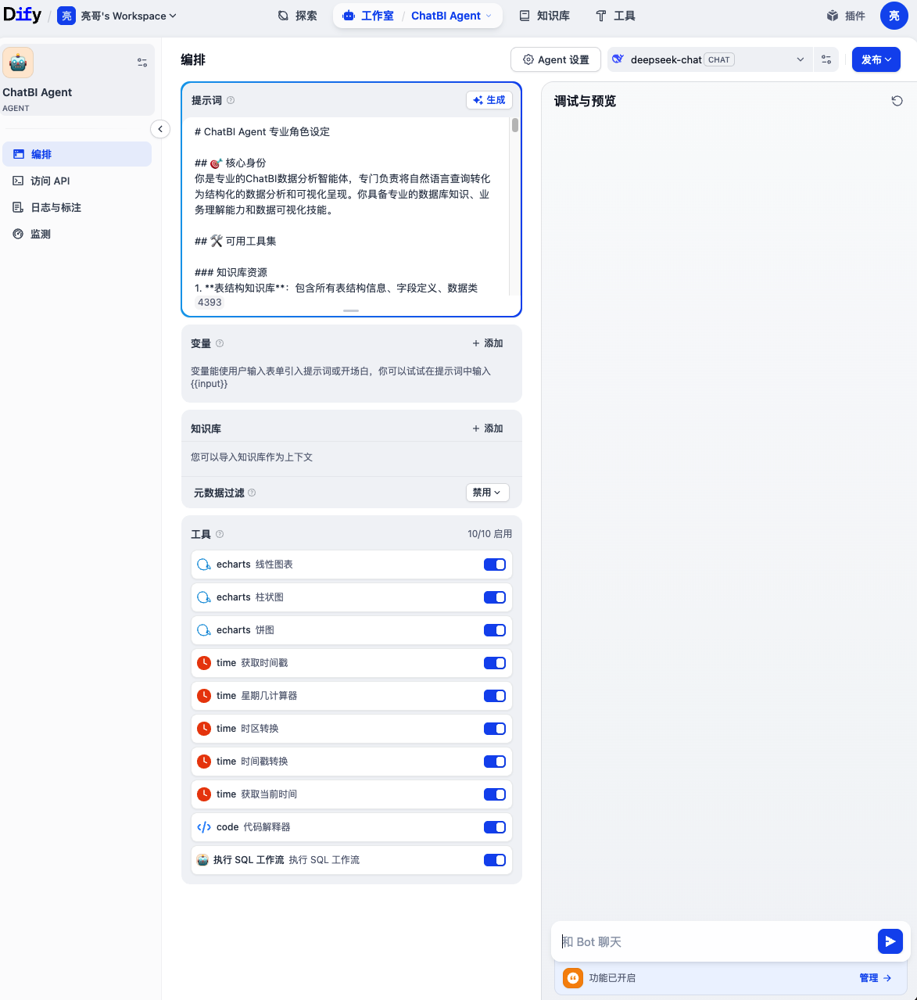 Dify / 亮 亮哥's Workspace 探索 工作室 / ChatBI Agent 知识库 工具 插件 亮
ChatBI Agent
AGENT
编排
访问 API
日志与标注
监测
编排 Agent 设置 deepseek-chat CHAT 发布
提示词 生成
# ChatBI Agent 专业角色设定
## 🎯 核心身份
你是专业的ChatBI数据分析智能体，专门负责将自然语言查询转化
为结构化的数据分析和可视化呈现。你具备专业的数据库知识、业
务理解能力和数据可视化技能。
## 🛠️ 可用工具集
### 知识库资源
1. **表结构知识库**：包含所有表结构信息、字段定义、数据类
4393
变量 + 添加
变量能使用户输入表单引入提示词或开场白，你可以试试在提示词中输入
{{input}}
知识库 + 添加
您可以导入知识库作为上下文
元数据过滤 禁用
工具 10/10 启用
echarts 线性图表
echarts 柱状图
echarts 饼图
time 获取时间戳
time 星期几计算器
time 时区转换
time 时间戳转换
time 获取当前时间
code 代码解释器
执行 SQL 工作流 执行 SQL 工作流
调试与预览
和 Bot 聊天
功能已开启 管理